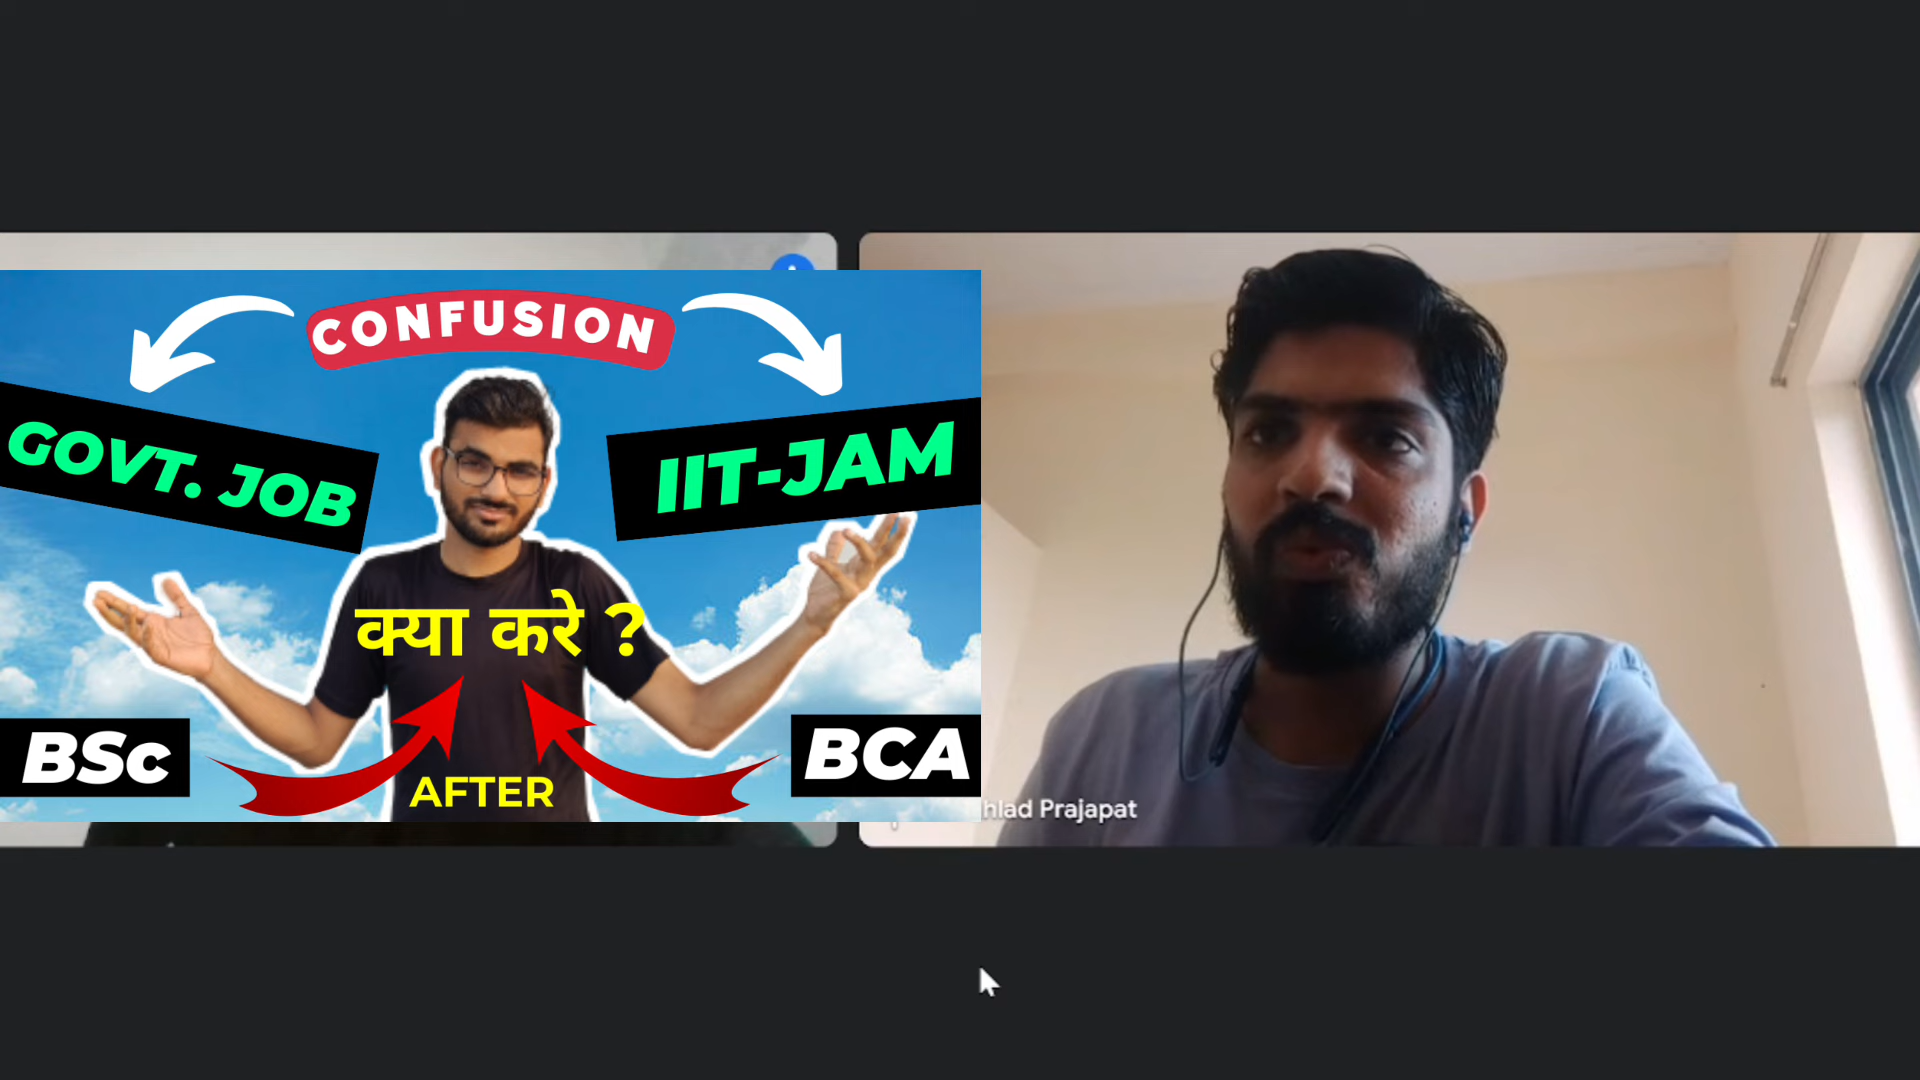 CONFUSION
GOVT. JOB
IIT-JAM
क्या करे ?
BSc
BCA
AFTER
hlad Prajapat